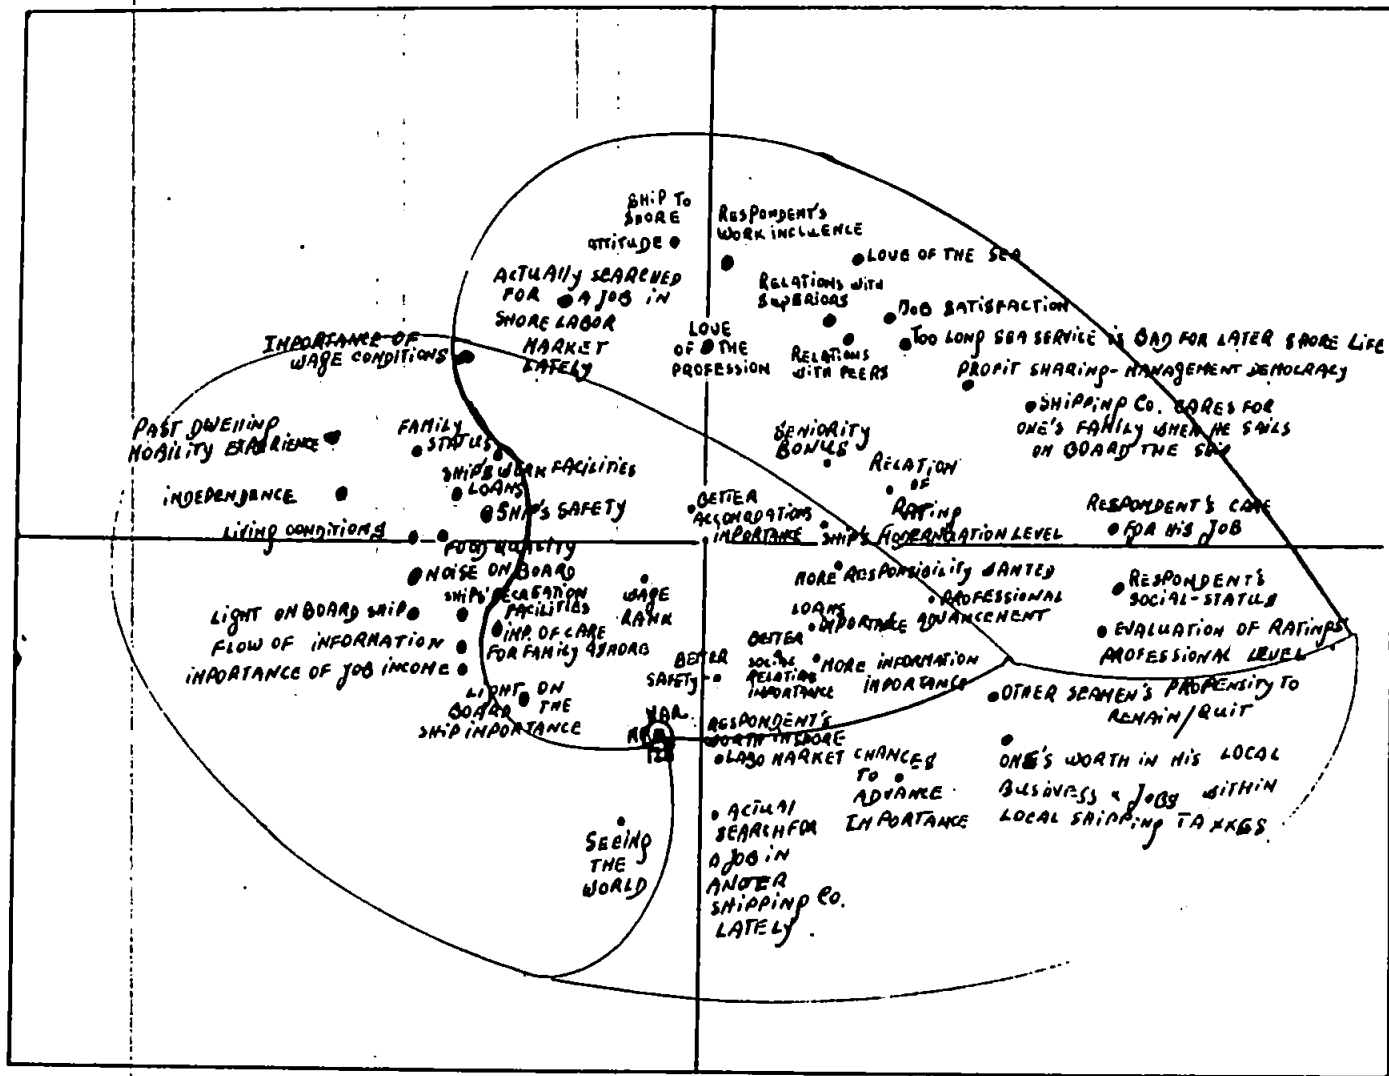 SHIP TO
SHORE
ATTITUDE
RESPONDENT'S
WORK INCLUENCE
LOVE OF THE SEA
ACTUALLY SEARCHED
FOR A JOB IN
SHORE LABOR
MARKET
LATELY
RELATIONS WITH
SUPERIORS
JOB SATISFACTION
IMPORTANCE OF
WAGE CONDITIONS
LOVE
OF THE
PROFESSION
RELATIONS
WITH PEERS
TOO LONG SEA SERVICE IS BAD FOR LATER SHORE LIFE
PROFIT SHARING-MANAGEMENT DEMOCRACY
SHIPPING CO. CARES FOR
ONE'S FAMILY WHEN HE SAILS
ON BOARD THE SHIP
PAST DWELLING
MOBILITY EXPERIENCE
FAMILY
STATUS
SHIP'S WORK FACILITIES
SENIORITY
BONUS
RELATION
OF
RATING
INDEPENDENCE
LOANS
SHIP'S SAFETY
BETTER
ACCOMODATIONS
IMPORTANCE
SHIP'S MODERNIZATION LEVEL
RESPONDENT'S CARE
FOR HIS JOB
LIVING CONDITIONS
FOOD QUALITY
NOISE ON BOARD
SHIPS' RECREATION
FACILITIES
WAGE
RANK
MORE RESPONSIBILITY WANTED
PROFESSIONAL
ADVANCEMENT
RESPONDENT'S
SOCIAL-STATUS
LIGHT ON BOARD SHIP
LOANS
IMPORTANCE
FLOW OF INFORMATION
IMP. OF CARE
FOR FAMILY ASHORE
EVALUATION OF RATINGS'
PROFESSIONAL LEVEL
IMPORTANCE OF JOB INCOME
BETTER
SAFETY
BETTER
SOCIAL
RELATING
IMPORTANCE
MORE INFORMATION
IMPORTANCE
LIGHT ON
BOARD THE
SHIP IMPORTANCE
OTHER SEAMEN'S PROPENSITY TO
REMAIN/QUIT
VAR
RESPONDENT'S
WORTH IN SHORE
LABO MARKET
CHANCES
TO
ADVANCE
IMPORTANCE
ONE'S WORTH IN HIS LOCAL
BUSINESS & JOBS WITHIN
LOCAL SHIPPING
SEEING
THE
WORLD
ACTUAL
SEARCH FOR
A JOB IN
ANOTER
SHIPPING CO.
LATELY